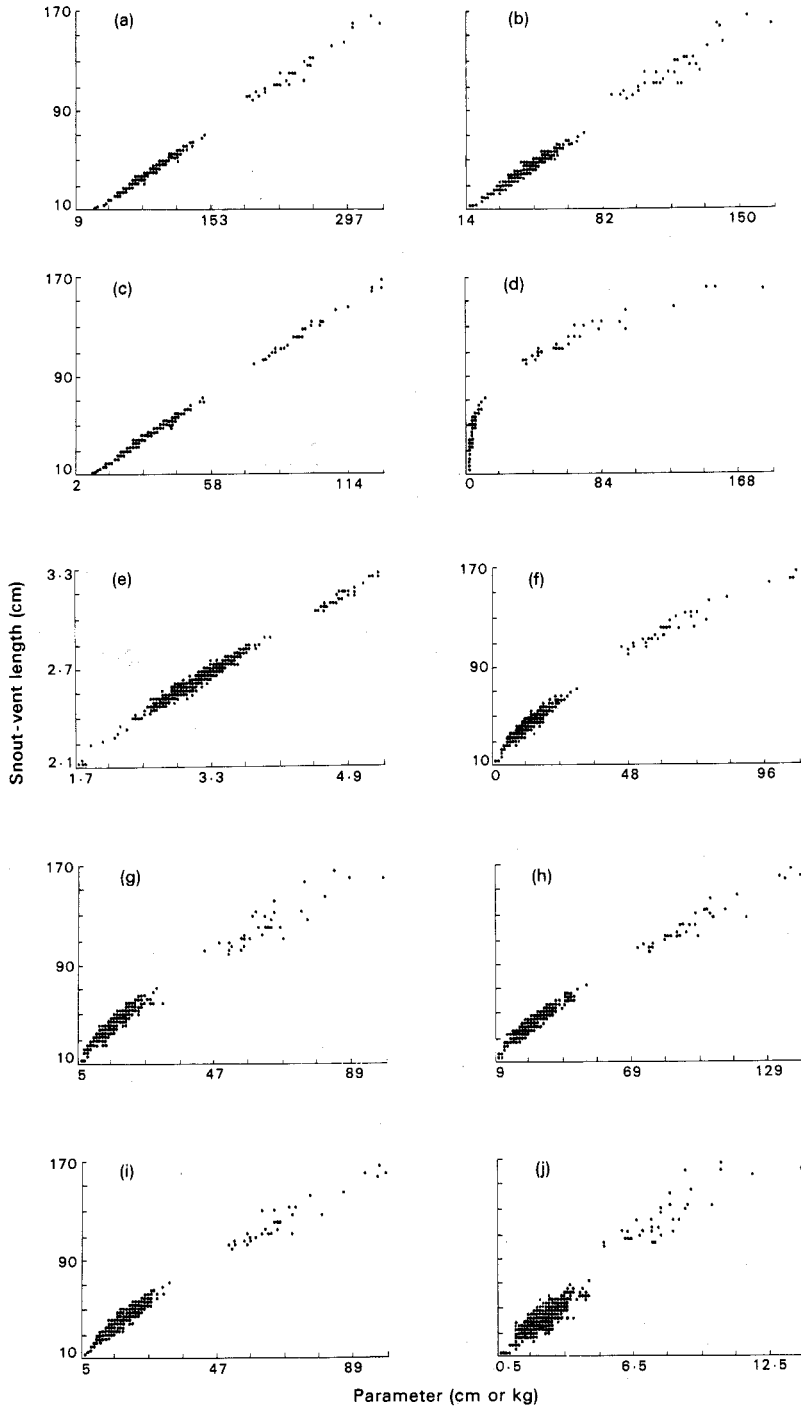 170 (a) (b)
90
10
9 153 297 14 82 150
170 (c) (d)
90
10
2 58 114 0 84 168
Snout-vent length (cm)
3·3 (e) 170 (f)
2·7 90
2·1 10
1·7 3·3 4·9 0 48 96
170 (g) (h)
90
10
5 47 89 9 69 129
170 (i) (j)
90
10
5 47 89 0·5 6·5 12·5
Parameter (cm or kg)